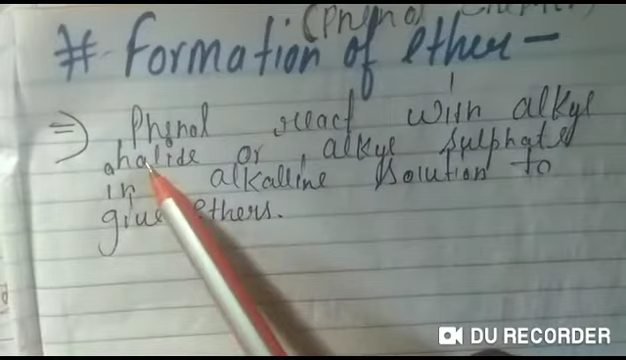 (Phenol
# Formation of ether —
⇒ Phenol react with alkyl
halide or alkyl sulphates
in alkaline solution to
give ethers.
DU RECORDER